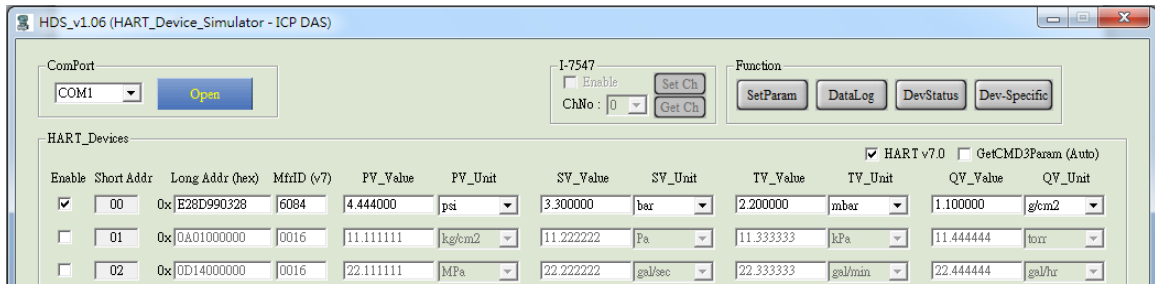 HDS_v1.06 (HART_Device_Simulator - ICP DAS)
ComPort I-7547 Function
Enable Set Ch
COM1 Open SetParam DataLog DevStatus Dev-Specific
ChNo : 0 Get Ch
HART_Devices
HART v7.0 GetCMD3Param (Auto)
Enable Short Addr Long Addr (hex) MfrID (v7) PV_Value PV_Unit SV_Value SV_Unit TV_Value TV_Unit QV_Value QV_Unit
00 0x E28D990328 6084 4.444000 psi 3.300000 bar 2.200000 mbar 1.100000 g/cm2
01 0x 0A01000000 0016 11.111111 kg/cm2 11.222222 Pa 11.333333 kPa 11.444444 torr
02 0x 0D14000000 0016 22.111111 MPa 22.222222 gal/sec 22.333333 gal/min 22.444444 gal/hr